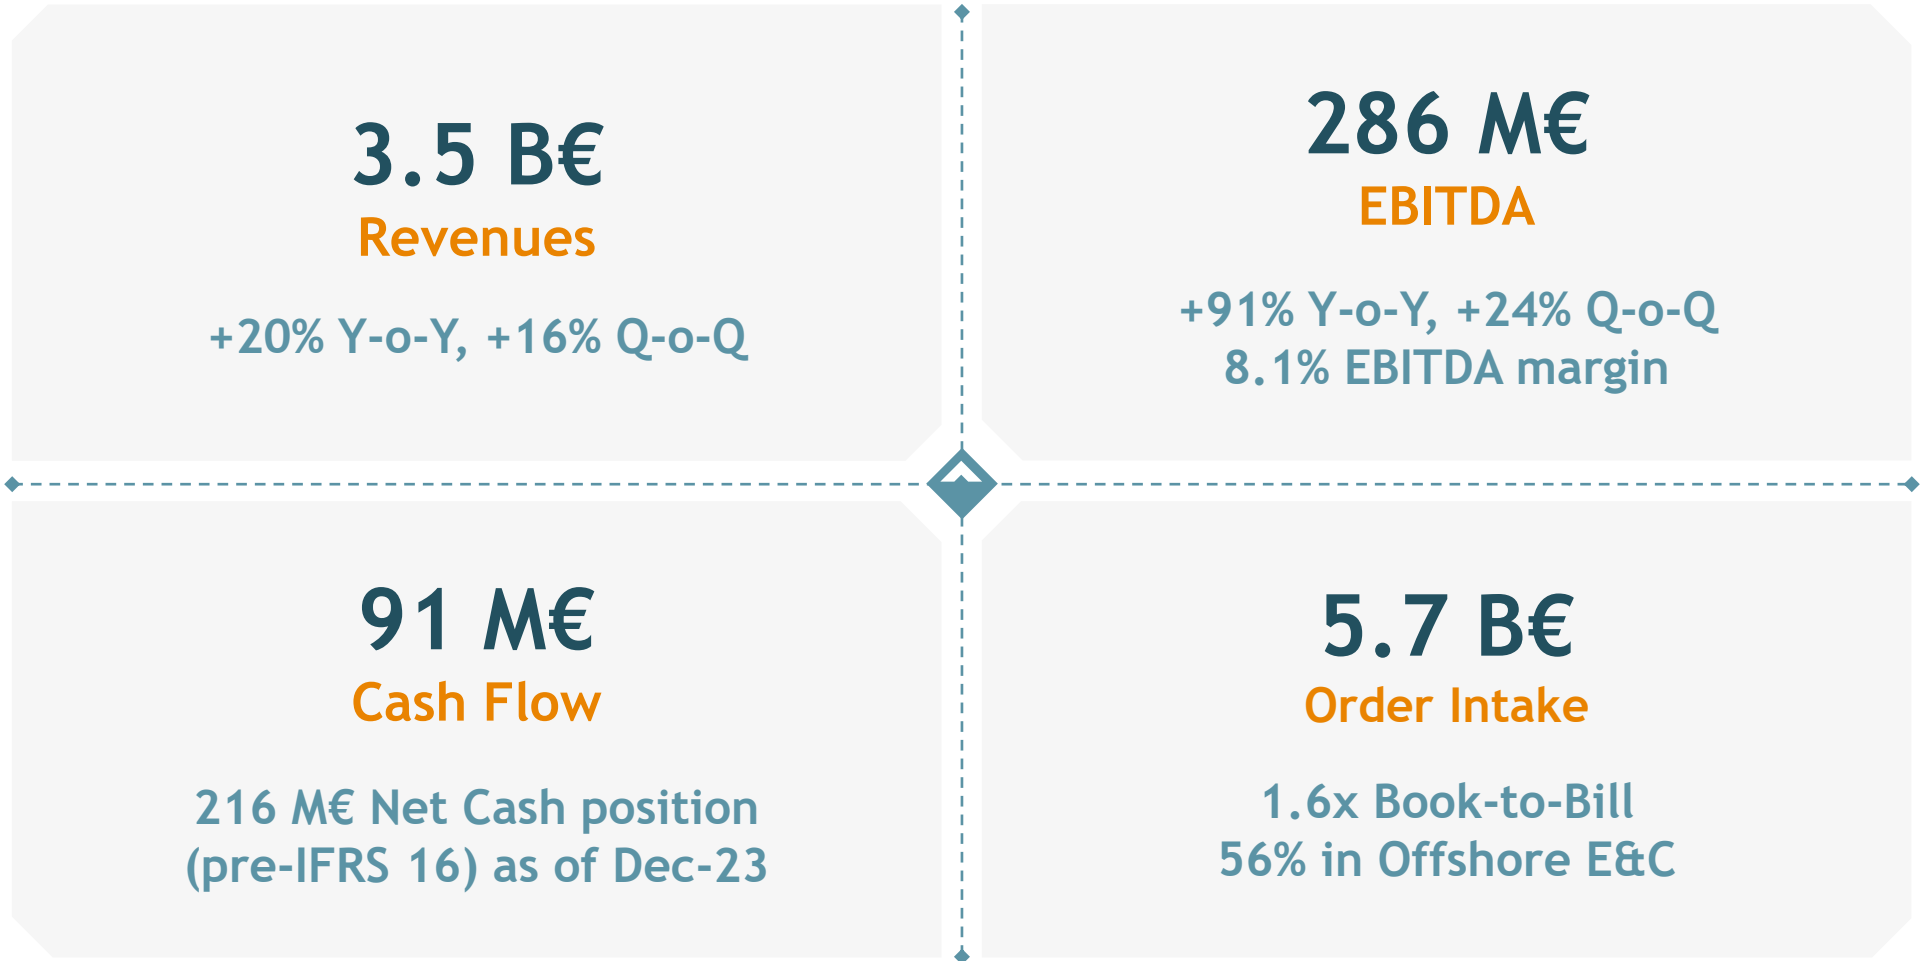 3.5 B€
Revenues
+20% Y-o-Y, +16% Q-o-Q
286 M€
EBITDA
+91% Y-o-Y, +24% Q-o-Q
8.1% EBITDA margin
91 M€
Cash Flow
216 M€ Net Cash position
(pre-IFRS 16) as of Dec-23
5.7 B€
Order Intake
1.6x Book-to-Bill
56% in Offshore E&C